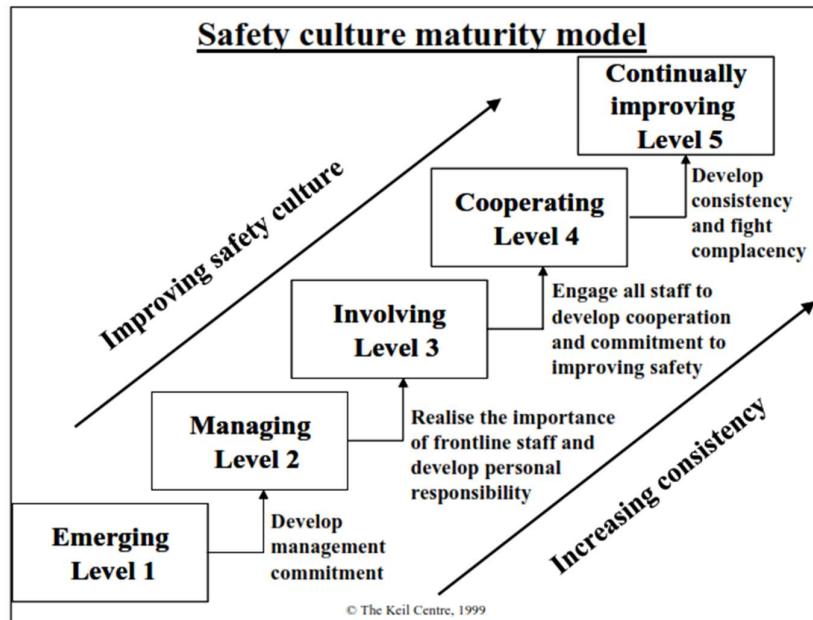 Safety culture maturity model
Continually
improving
Level 5
Improving safety culture
Develop
consistency
and fight
complacency
Cooperating
Level 4
Engage all staff to
develop cooperation
and commitment to
improving safety
Involving
Level 3
Realise the importance
of frontline staff and
develop personal
responsibility
Increasing consistency
Managing
Level 2
Develop
management
commitment
Emerging
Level 1
© The Keil Centre, 1999